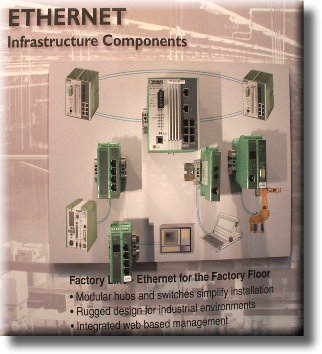 ETHERNET
Infrastructure Components
Factory Ethernet for the Factory Floor
• Modular hubs and switches simplify installation
• Rugged design for industrial environments
• Integrated web based management